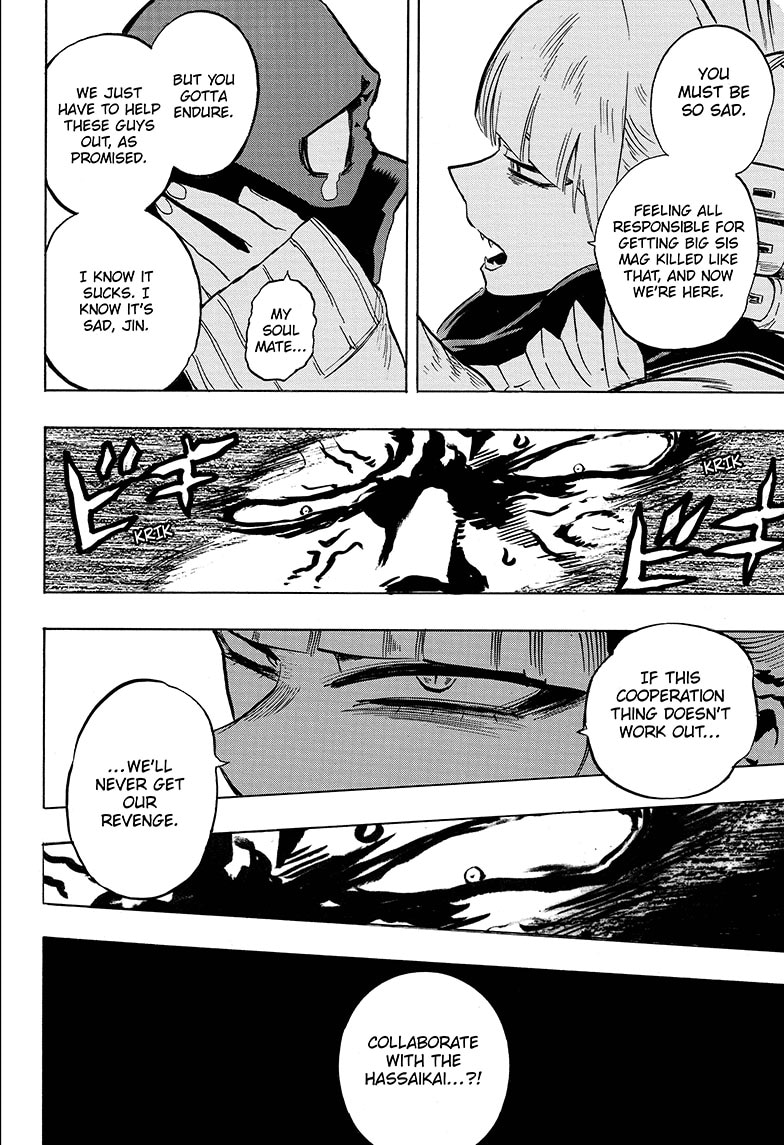 YOU
MUST BE
SO SAD.
FEELING ALL
RESPONSIBLE FOR
GETTING BIG SIS
MAG KILLED LIKE
THAT, AND NOW
WE'RE HERE.
BUT YOU
GOTTA
ENDURE.
WE JUST
HAVE TO HELP
THESE GUYS
OUT, AS
PROMISED.
MY
SOUL
MATE...
I KNOW IT
SUCKS. I
KNOW IT'S
SAD, JIN.
ビキ
KRIK
ビキ
KRIK
IF THIS
COOPERATION
THING DOESN'T
WORK OUT...
...WE'LL
NEVER GET
OUR
REVENGE.
COLLABORATE
WITH THE
HASSAIKAI...?!